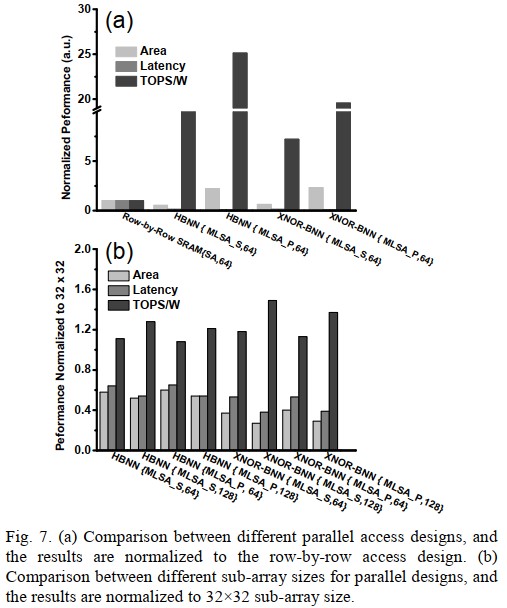 (a)
30
25
20
5
0
Normalized Peformance (a.u.)
Area
Latency
TOPS/W
Row-by-Row SRAM{SA,64}
HBNN { MLSA_S,64}
HBNN { MLSA_P,64}
XNOR-BNN { MLSA_S,64}
XNOR-BNN { MLSA_P,64}
(b)
2.0
1.6
1.2
0.8
0.4
0.0
Peformance Normalized to 32 x 32
Area
Latency
TOPS/W
HBNN {MLSA_S,64}
HBNN { MLSA_S,128}
HBNN {MLSA_P, 64}
HBNN { MLSA_P,128}
XNOR-BNN { MLSA_S,64}
XNOR-BNN { MLSA_S,128}
XNOR-BNN { MLSA_P,64}
XNOR-BNN { MLSA_P,128}
Fig. 7. (a) Comparison between different parallel access designs, and
the results are normalized to the row-by-row access design. (b)
Comparison between different sub-array sizes for parallel designs, and
the results are normalized to 32×32 sub-array size.